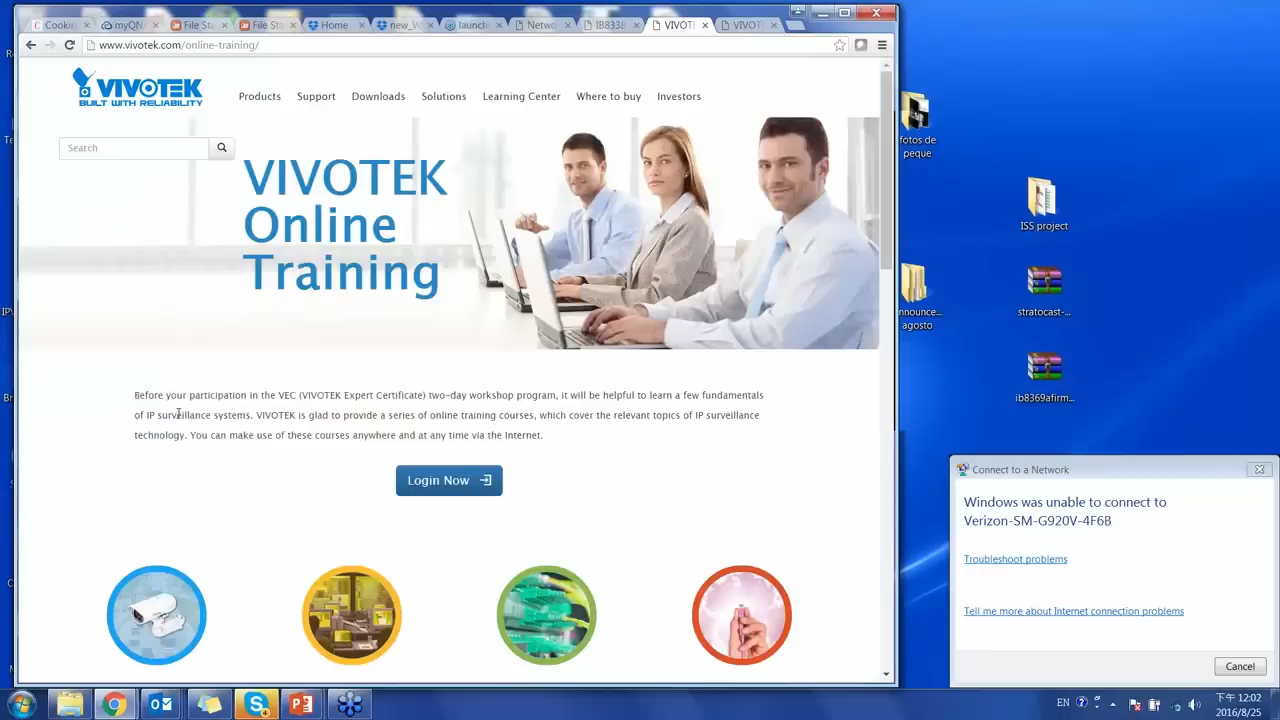 Cookin
myQN
File Sta
File Sta
Home
new_V
launch
Netwo
IB8338
VIVOTE
VIVOTE
www.vivotek.com/online-training/
VIVOTEK
BUILT WITH RELIABILITY
Products
Support
Downloads
Solutions
Learning Center
Where to buy
Investors
Search
VIVOTEK
Online
Training
Before your participation in the VEC (VIVOTEK Expert Certificate) two-day workshop program, it will be helpful to learn a few fundamentals
of IP surveillance systems. VIVOTEK is glad to provide a series of online training courses, which cover the relevant topics of IP surveillance
technology. You can make use of these courses anywhere and at any time via the Internet.
Login Now
fotos de
peque
ISS project
nnounce...
agosto
stratocast-...
ib8369afirm...
Connect to a Network
Windows was unable to connect to
Verizon-SM-G920V-4F6B
Troubleshoot problems
Tell me more about Internet connection problems
Cancel
EN
下午 12:02
2016/8/25